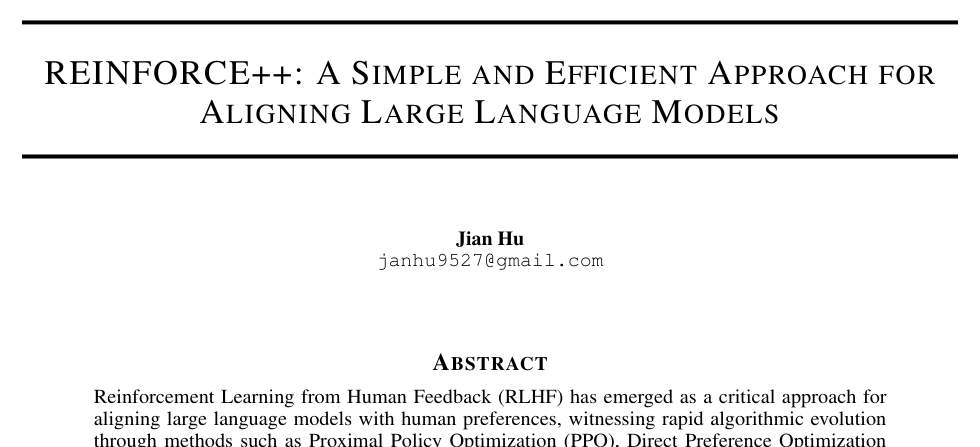 REINFORCE++: A SIMPLE AND EFFICIENT APPROACH FOR
ALIGNING LARGE LANGUAGE MODELS
Jian Hu
janhu9527@gmail.com
ABSTRACT
Reinforcement Learning from Human Feedback (RLHF) has emerged as a critical approach for
aligning large language models with human preferences, witnessing rapid algorithmic evolution
through methods such as Proximal Policy Optimization (PPO), Direct Preference Optimization